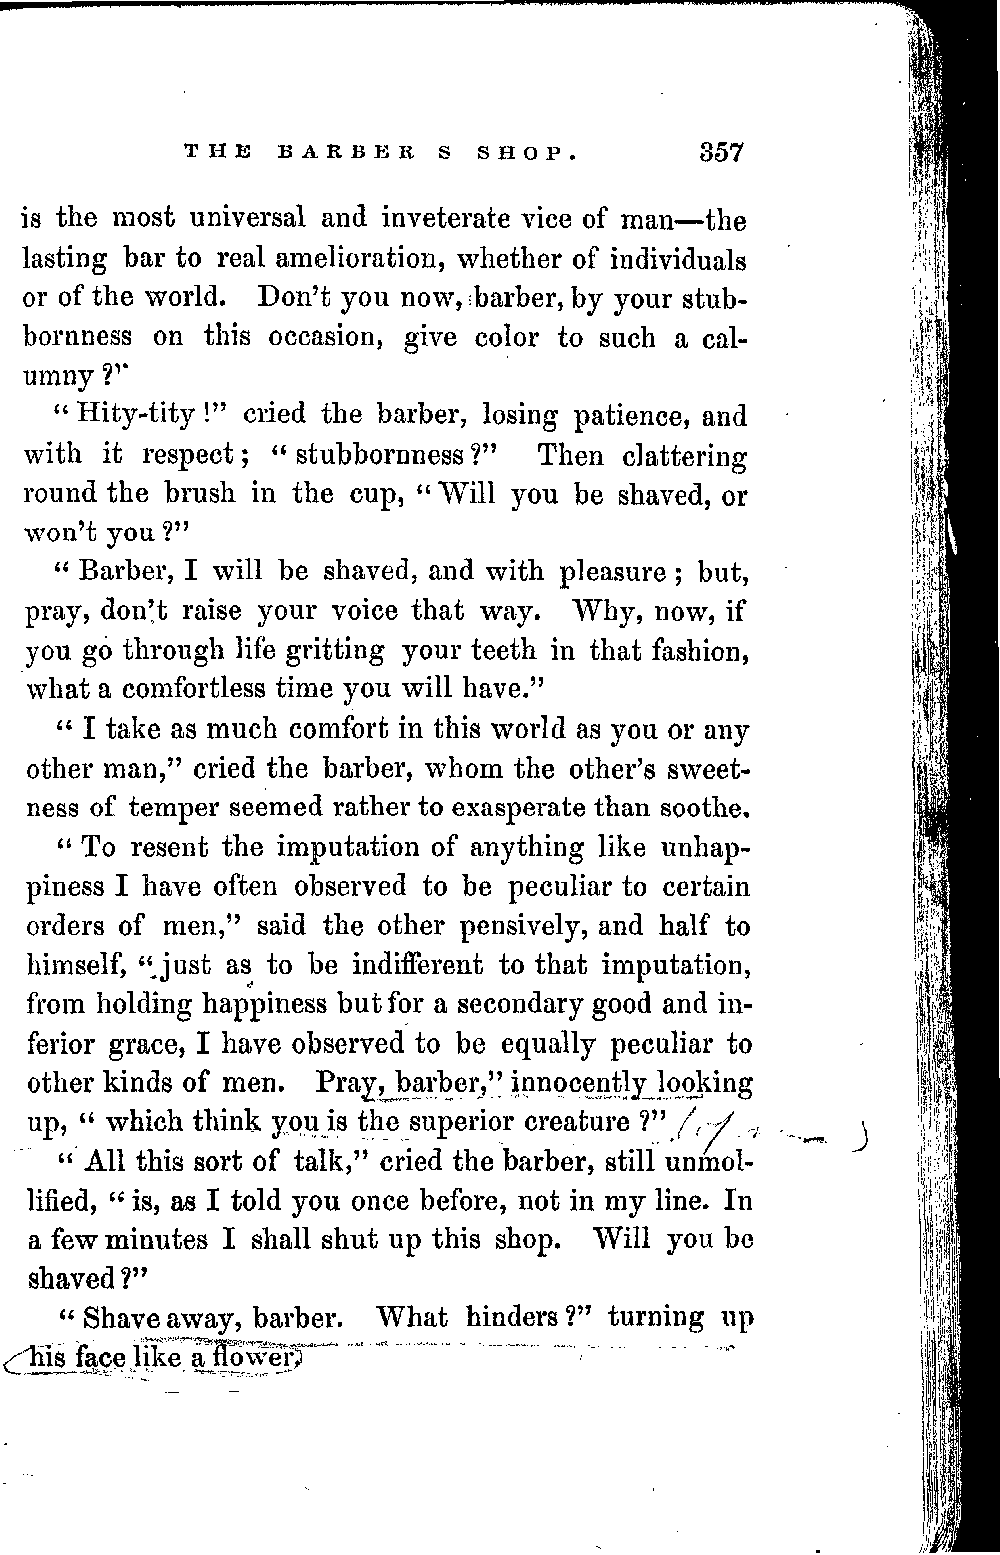 THE BARBER S SHOP. 357
is the most universal and inveterate vice of man—the
lasting bar to real amelioration, whether of individuals
or of the world. Don't you now, barber, by your stub-
bornness on this occasion, give color to such a cal-
umny?"
"Hity-tity!" cried the barber, losing patience, and
with it respect; "stubbornness?" Then clattering
round the brush in the cup, "Will you be shaved, or
won't you?"
"Barber, I will be shaved, and with pleasure; but,
pray, don't raise your voice that way. Why, now, if
you go through life gritting your teeth in that fashion,
what a comfortless time you will have."
"I take as much comfort in this world as you or any
other man," cried the barber, whom the other's sweet-
ness of temper seemed rather to exasperate than soothe.
"To resent the imputation of anything like unhap-
piness I have often observed to be peculiar to certain
orders of men," said the other pensively, and half to
himself, "just as to be indifferent to that imputation,
from holding happiness but for a secondary good and in-
ferior grace, I have observed to be equally peculiar to
other kinds of men. Pray, barber," innocently looking
up, "which think you is the superior creature?"
"All this sort of talk," cried the barber, still unmol-
lified, "is, as I told you once before, not in my line. In
a few minutes I shall shut up this shop. Will you be
shaved?"
"Shave away, barber. What hinders?" turning up
his face like a flower.